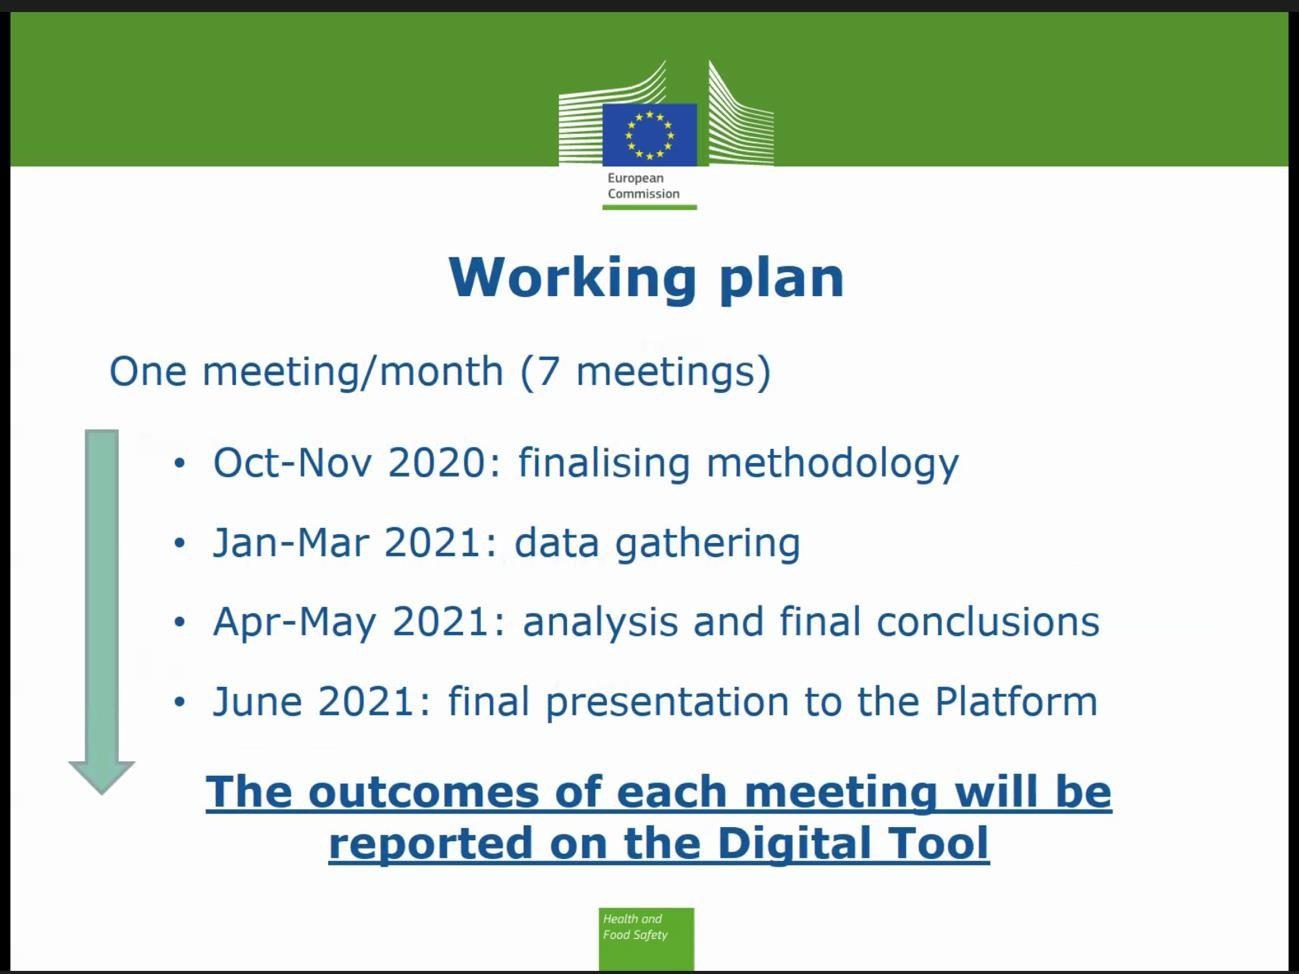 European
Commission
Working plan
One meeting/month (7 meetings)
• Oct-Nov 2020: finalising methodology
• Jan-Mar 2021: data gathering
• Apr-May 2021: analysis and final conclusions
• June 2021: final presentation to the Platform
The outcomes of each meeting will be
reported on the Digital Tool
Health and
Food Safety